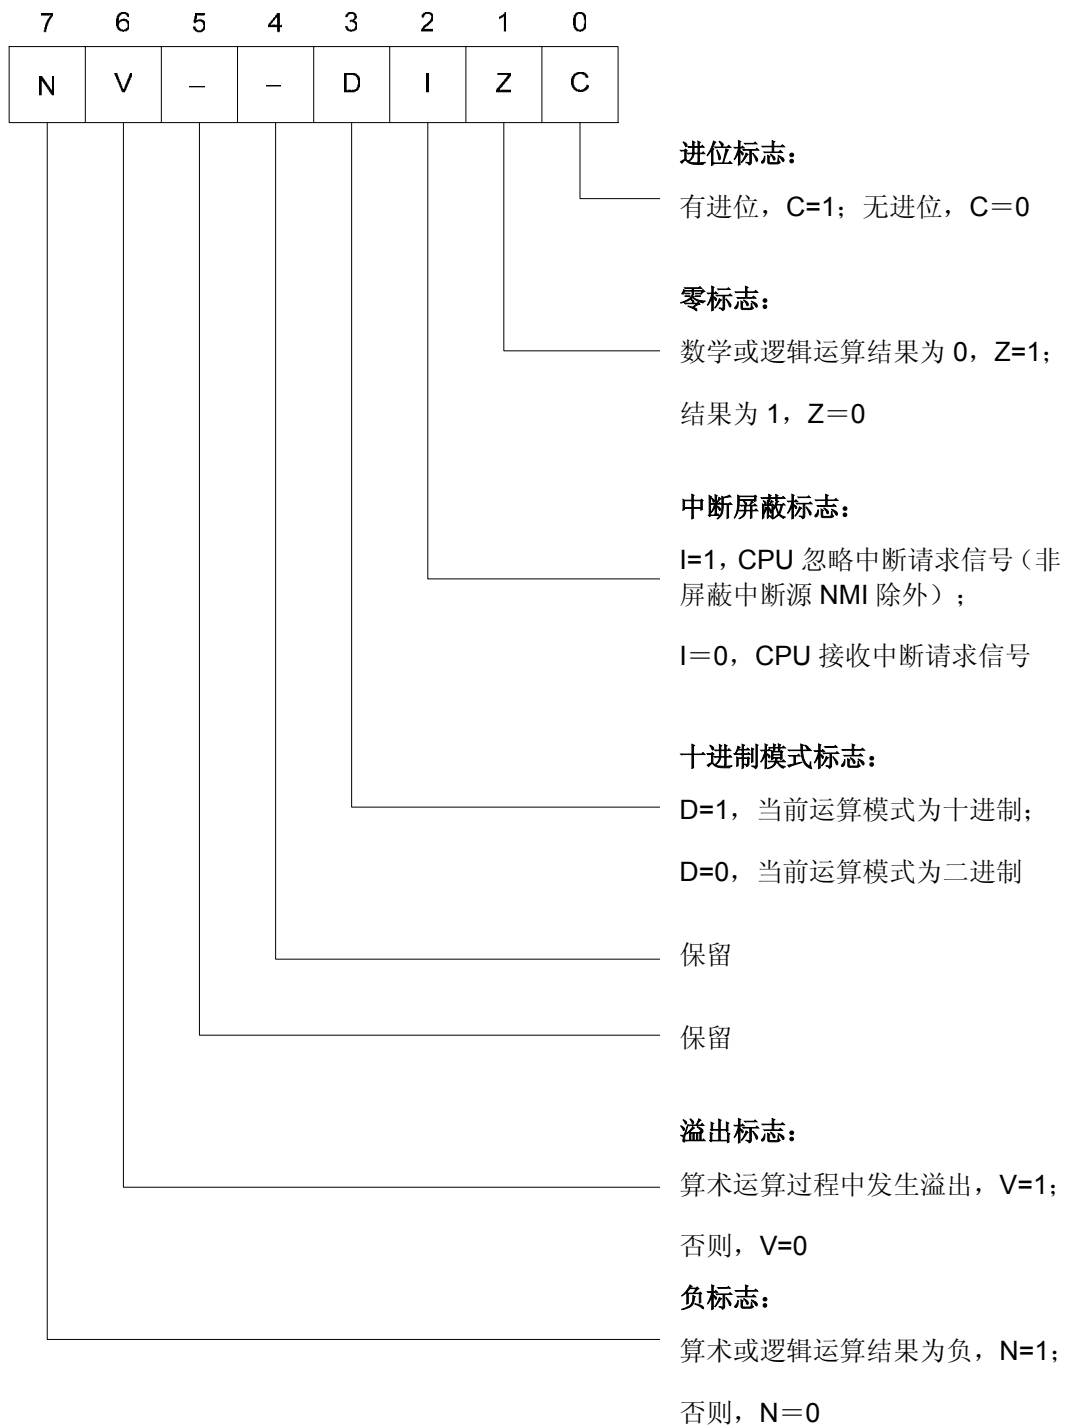 7 6 5 4 3 2 1 0
N V – – D I Z C
进位标志：
有进位，C=1；无进位，C＝0
零标志：
数学或逻辑运算结果为 0，Z=1；
结果为 1，Z＝0
中断屏蔽标志：
I=1，CPU 忽略中断请求信号（非
屏蔽中断源 NMI 除外）；
I＝0，CPU 接收中断请求信号
十进制模式标志：
D=1，当前运算模式为十进制；
D=0，当前运算模式为二进制
保留
保留
溢出标志：
算术运算过程中发生溢出，V=1；
否则，V=0
负标志：
算术或逻辑运算结果为负，N=1；
否则，N＝0